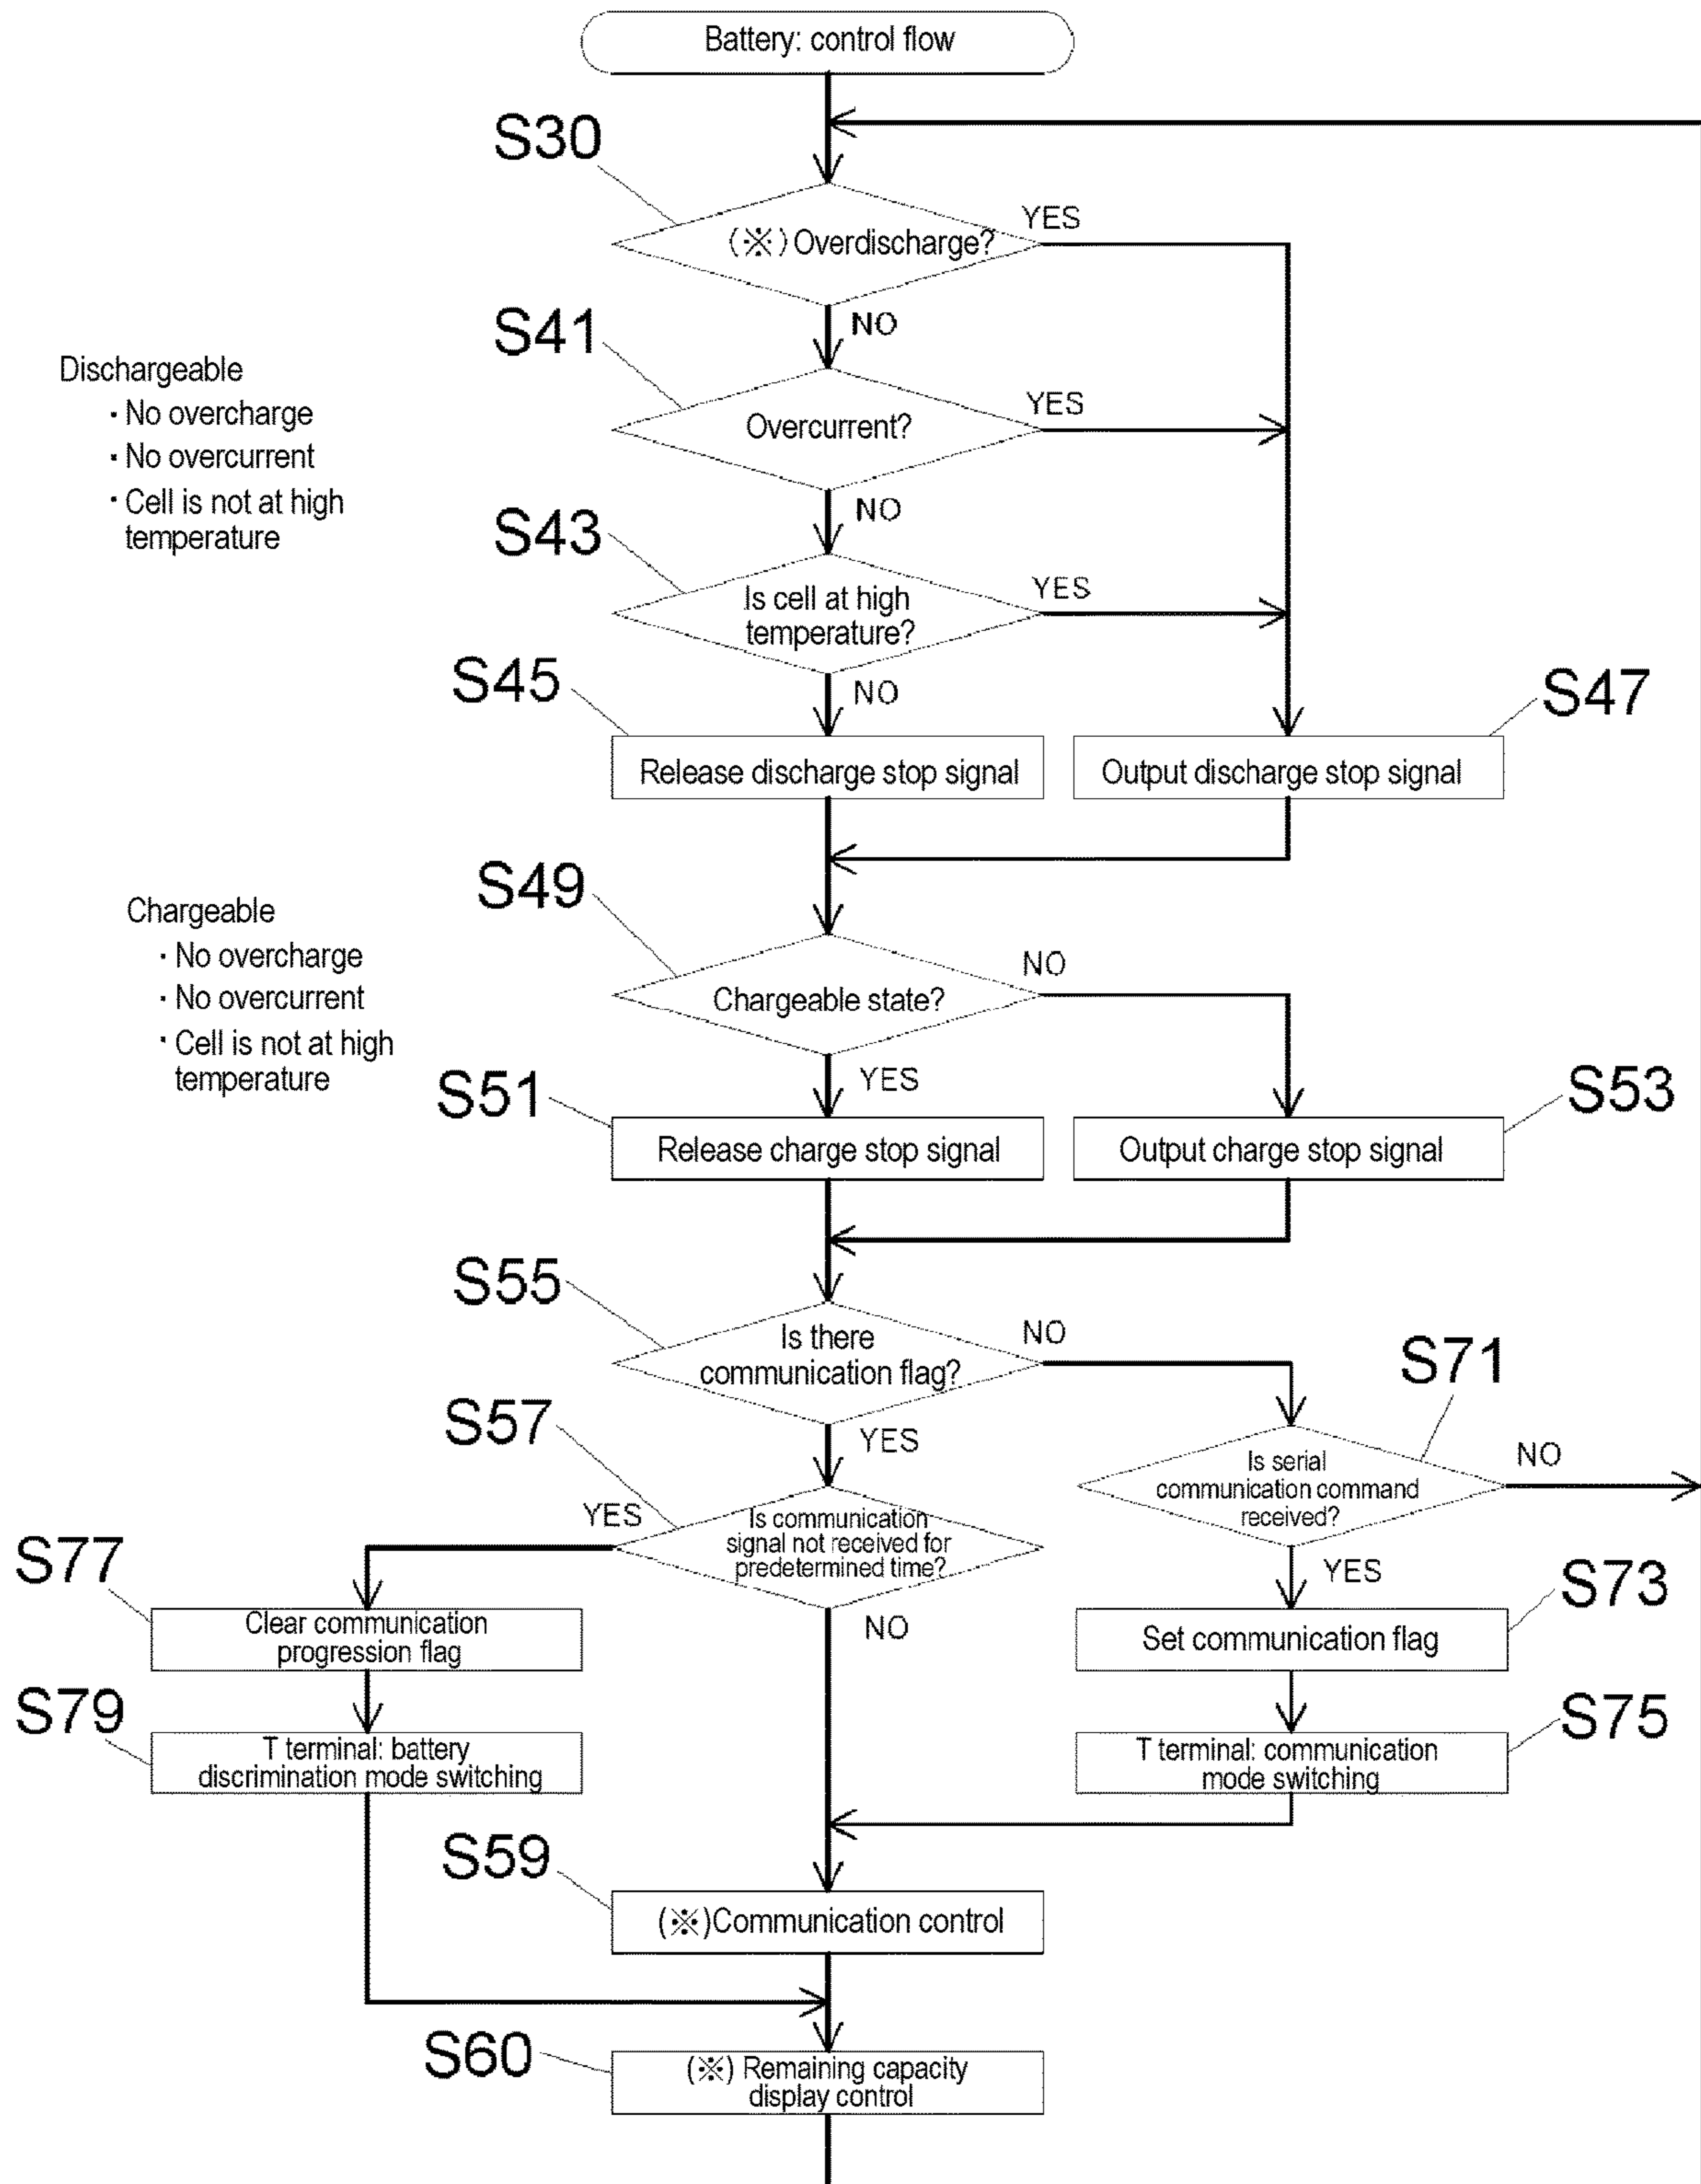 Battery: control flow
S30
YES
(※) Overdischarge?
NO
S41
Dischargeable
・No overcharge
・No overcurrent
・Cell is not at high
temperature
YES
Overcurrent?
NO
S43
YES
Is cell at high
temperature?
NO
S45
S47
Release discharge stop signal
Output discharge stop signal
S49
Chargeable
・No overcharge
・No overcurrent
・Cell is not at high
temperature
NO
Chargeable state?
YES
S51
S53
Release charge stop signal
Output charge stop signal
S55
NO
Is there
communication flag?
YES
S71
S57
Is serial
communication command
received?
NO
YES
YES
Is communication
signal not received for
predetermined time?
NO
S77
S73
Clear communication
progression flag
Set communication flag
S79
S75
T terminal: battery
discrimination mode switching
T terminal: communication
mode switching
S59
(※)Communication control
S60
(※) Remaining capacity
display control